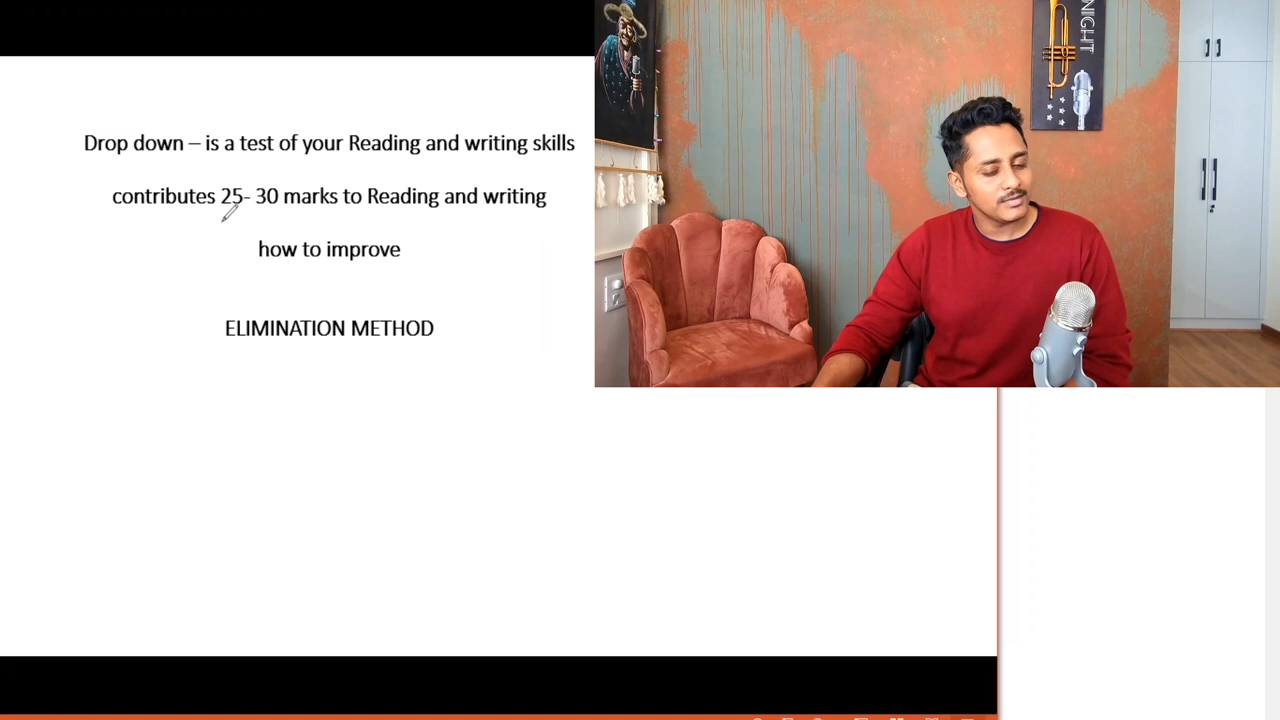 Drop down – is a test of your Reading and writing skills
contributes 25- 30 marks to Reading and writing
how to improve
ELIMINATION METHOD
NIGHT